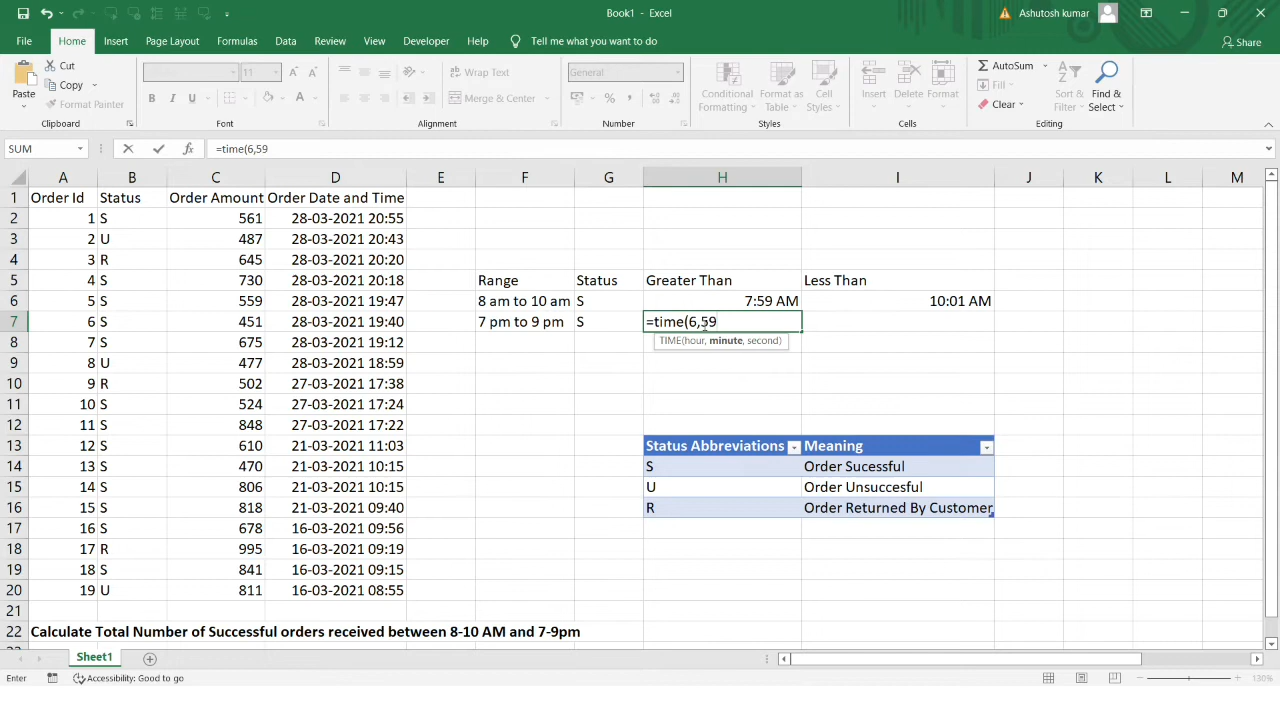 Book1 - Excel
Ashutosh kumar
File Home Insert Page Layout Formulas Data Review View Developer Help Tell me what you want to do Share
Paste
Cut
Copy
Format Painter
11
B I U
A
Wrap Text
Merge & Center
General
%
Conditional Formatting
Format as Table
Cell Styles
Insert
Delete
Format
AutoSum
Fill
Clear
Sort & Filter
Find & Select
Clipboard Font Alignment Number Styles Cells Editing
SUM fx =time(6,59
A B C D E F G H I J K L M
1 Order Id Status Order Amount Order Date and Time
2 1 S 561 28-03-2021 20:55
3 2 U 487 28-03-2021 20:43
4 3 R 645 28-03-2021 20:20
5 4 S 730 28-03-2021 20:18 Range Status Greater Than Less Than
6 5 S 559 28-03-2021 19:47 8 am to 10 am S 7:59 AM 10:01 AM
7 6 S 451 28-03-2021 19:40 7 pm to 9 pm S =time(6,59
8 7 S 675 28-03-2021 19:12 TIME(hour, minute, second)
9 8 U 477 28-03-2021 18:59
10 9 R 502 27-03-2021 17:38
11 10 S 524 27-03-2021 17:24
12 11 S 848 27-03-2021 17:22
13 12 S 610 21-03-2021 11:03 Status Abbreviations Meaning
14 13 S 470 21-03-2021 10:15 S Order Sucessful
15 14 S 806 21-03-2021 10:15 U Order Unsuccesful
16 15 S 818 21-03-2021 09:40 R Order Returned By Customer
17 16 S 678 16-03-2021 09:56
18 17 R 995 16-03-2021 09:19
19 18 S 841 16-03-2021 09:15
20 19 U 811 16-03-2021 08:55
21
22 Calculate Total Number of Successful orders received between 8-10 AM and 7-9pm
Sheet1
Enter Accessibility: Good to go 130%